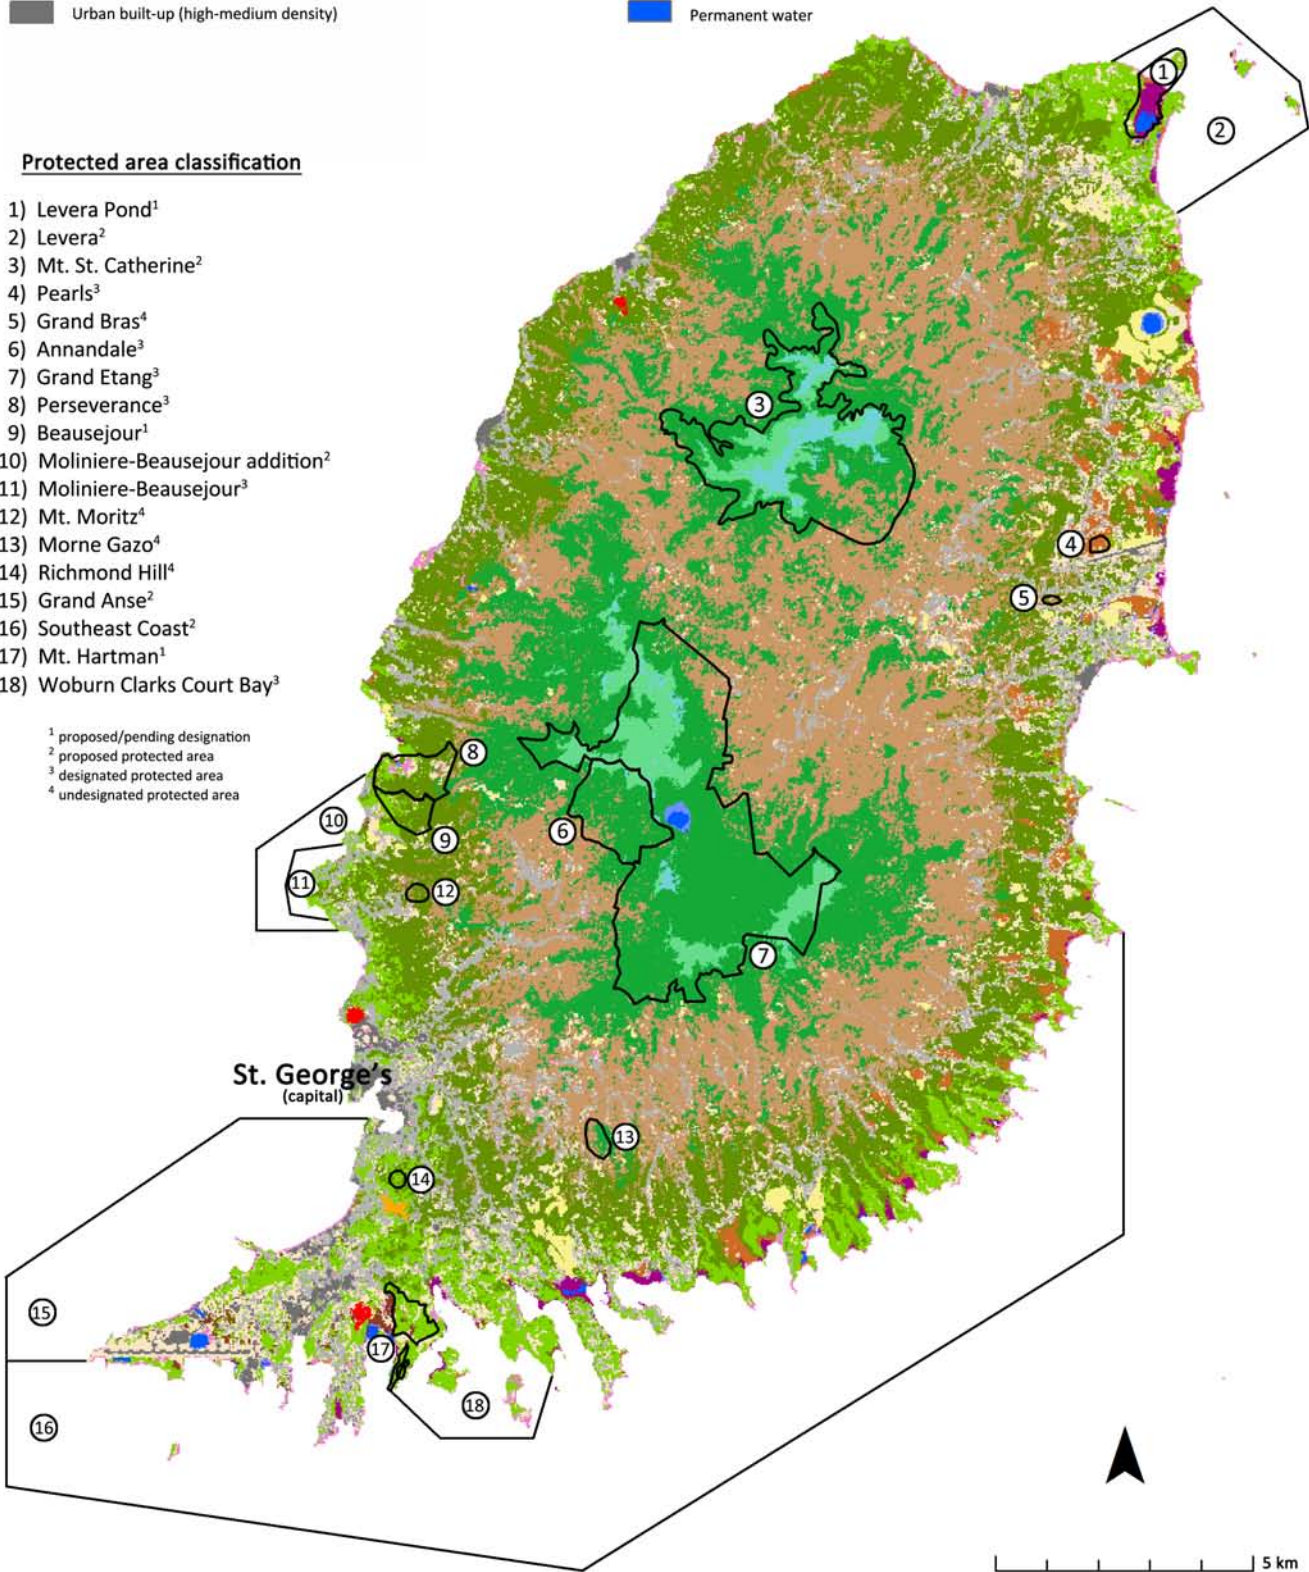 Urban built-up (high-medium density)
Permanent water
Protected area classification
1) Levera Pond¹
2) Levera²
3) Mt. St. Catherine²
4) Pearls³
5) Grand Bras⁴
6) Annandale³
7) Grand Etang³
8) Perseverance³
9) Beausejour¹
10) Moliniere-Beausejour addition²
11) Moliniere-Beausejour³
12) Mt. Moritz⁴
13) Morne Gazo⁴
14) Richmond Hill⁴
15) Grand Anse²
16) Southeast Coast²
17) Mt. Hartman¹
18) Woburn Clarks Court Bay³
¹ proposed/pending designation
² proposed protected area
³ designated protected area
⁴ undesignated protected area
1
2
3
4
5
8
10
6
9
11
12
7
St. George's
(capital)
13
14
15
17
18
16
5 km